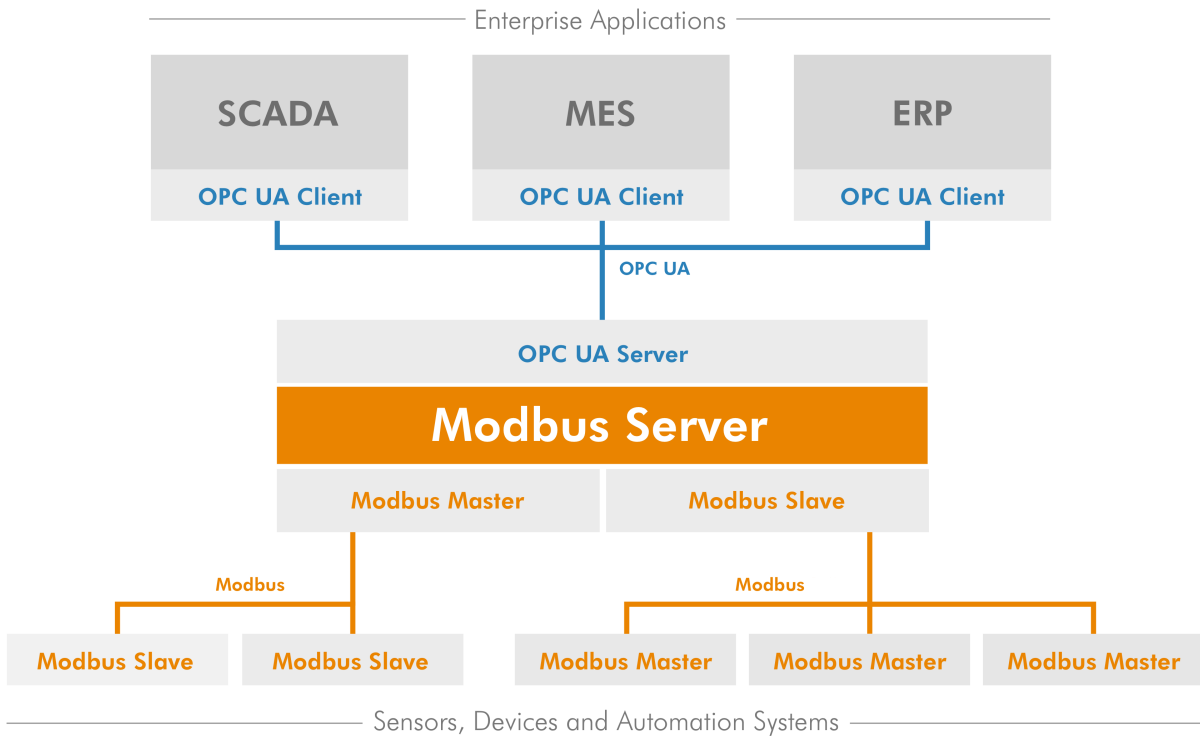 Enterprise Applications
SCADA
MES
ERP
OPC UA Client
OPC UA Client
OPC UA Client
OPC UA
OPC UA Server
Modbus Server
Modbus Master
Modbus Slave
Modbus
Modbus
Modbus Slave
Modbus Slave
Modbus Master
Modbus Master
Modbus Master
Sensors, Devices and Automation Systems